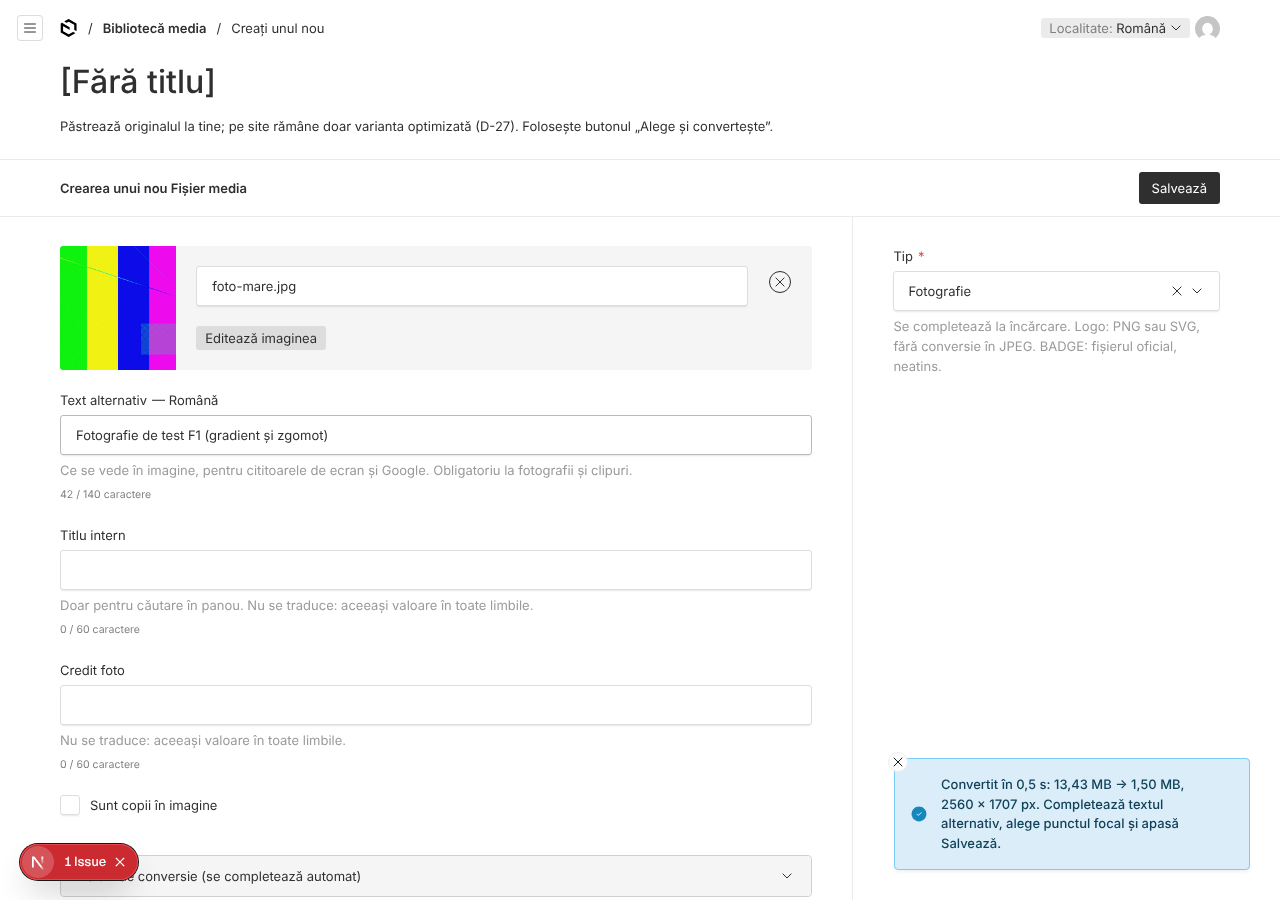 / Bibliotecă media / Creați unul nou
Localitate: Română
[Fără titlu]
Păstrează originalul la tine; pe site rămâne doar varianta optimizată (D-27). Folosește butonul „Alege și convertește”.
Crearea unui nou Fișier media
Salvează
foto-mare.jpg
Editează imaginea
Text alternativ — Română
Fotografie de test F1 (gradient și zgomot)
Ce se vede în imagine, pentru cititoarele de ecran și Google. Obligatoriu la fotografii și clipuri.
42 / 140 caractere
Titlu intern
Doar pentru căutare în panou. Nu se traduce: aceeași valoare în toate limbile.
0 / 60 caractere
Credit foto
Nu se traduce: aceeași valoare în toate limbile.
0 / 60 caractere
Sunt copii în imagine
conversie (se completează automat)
N 1 Issue
Tip *
Fotografie
Se completează la încărcare. Logo: PNG sau SVG,
fără conversie în JPEG. BADGE: fișierul oficial,
neatins.
Convertit în 0,5 s: 13,43 MB → 1,50 MB,
2560 × 1707 px. Completează textul
alternativ, alege punctul focal și apasă
Salvează.